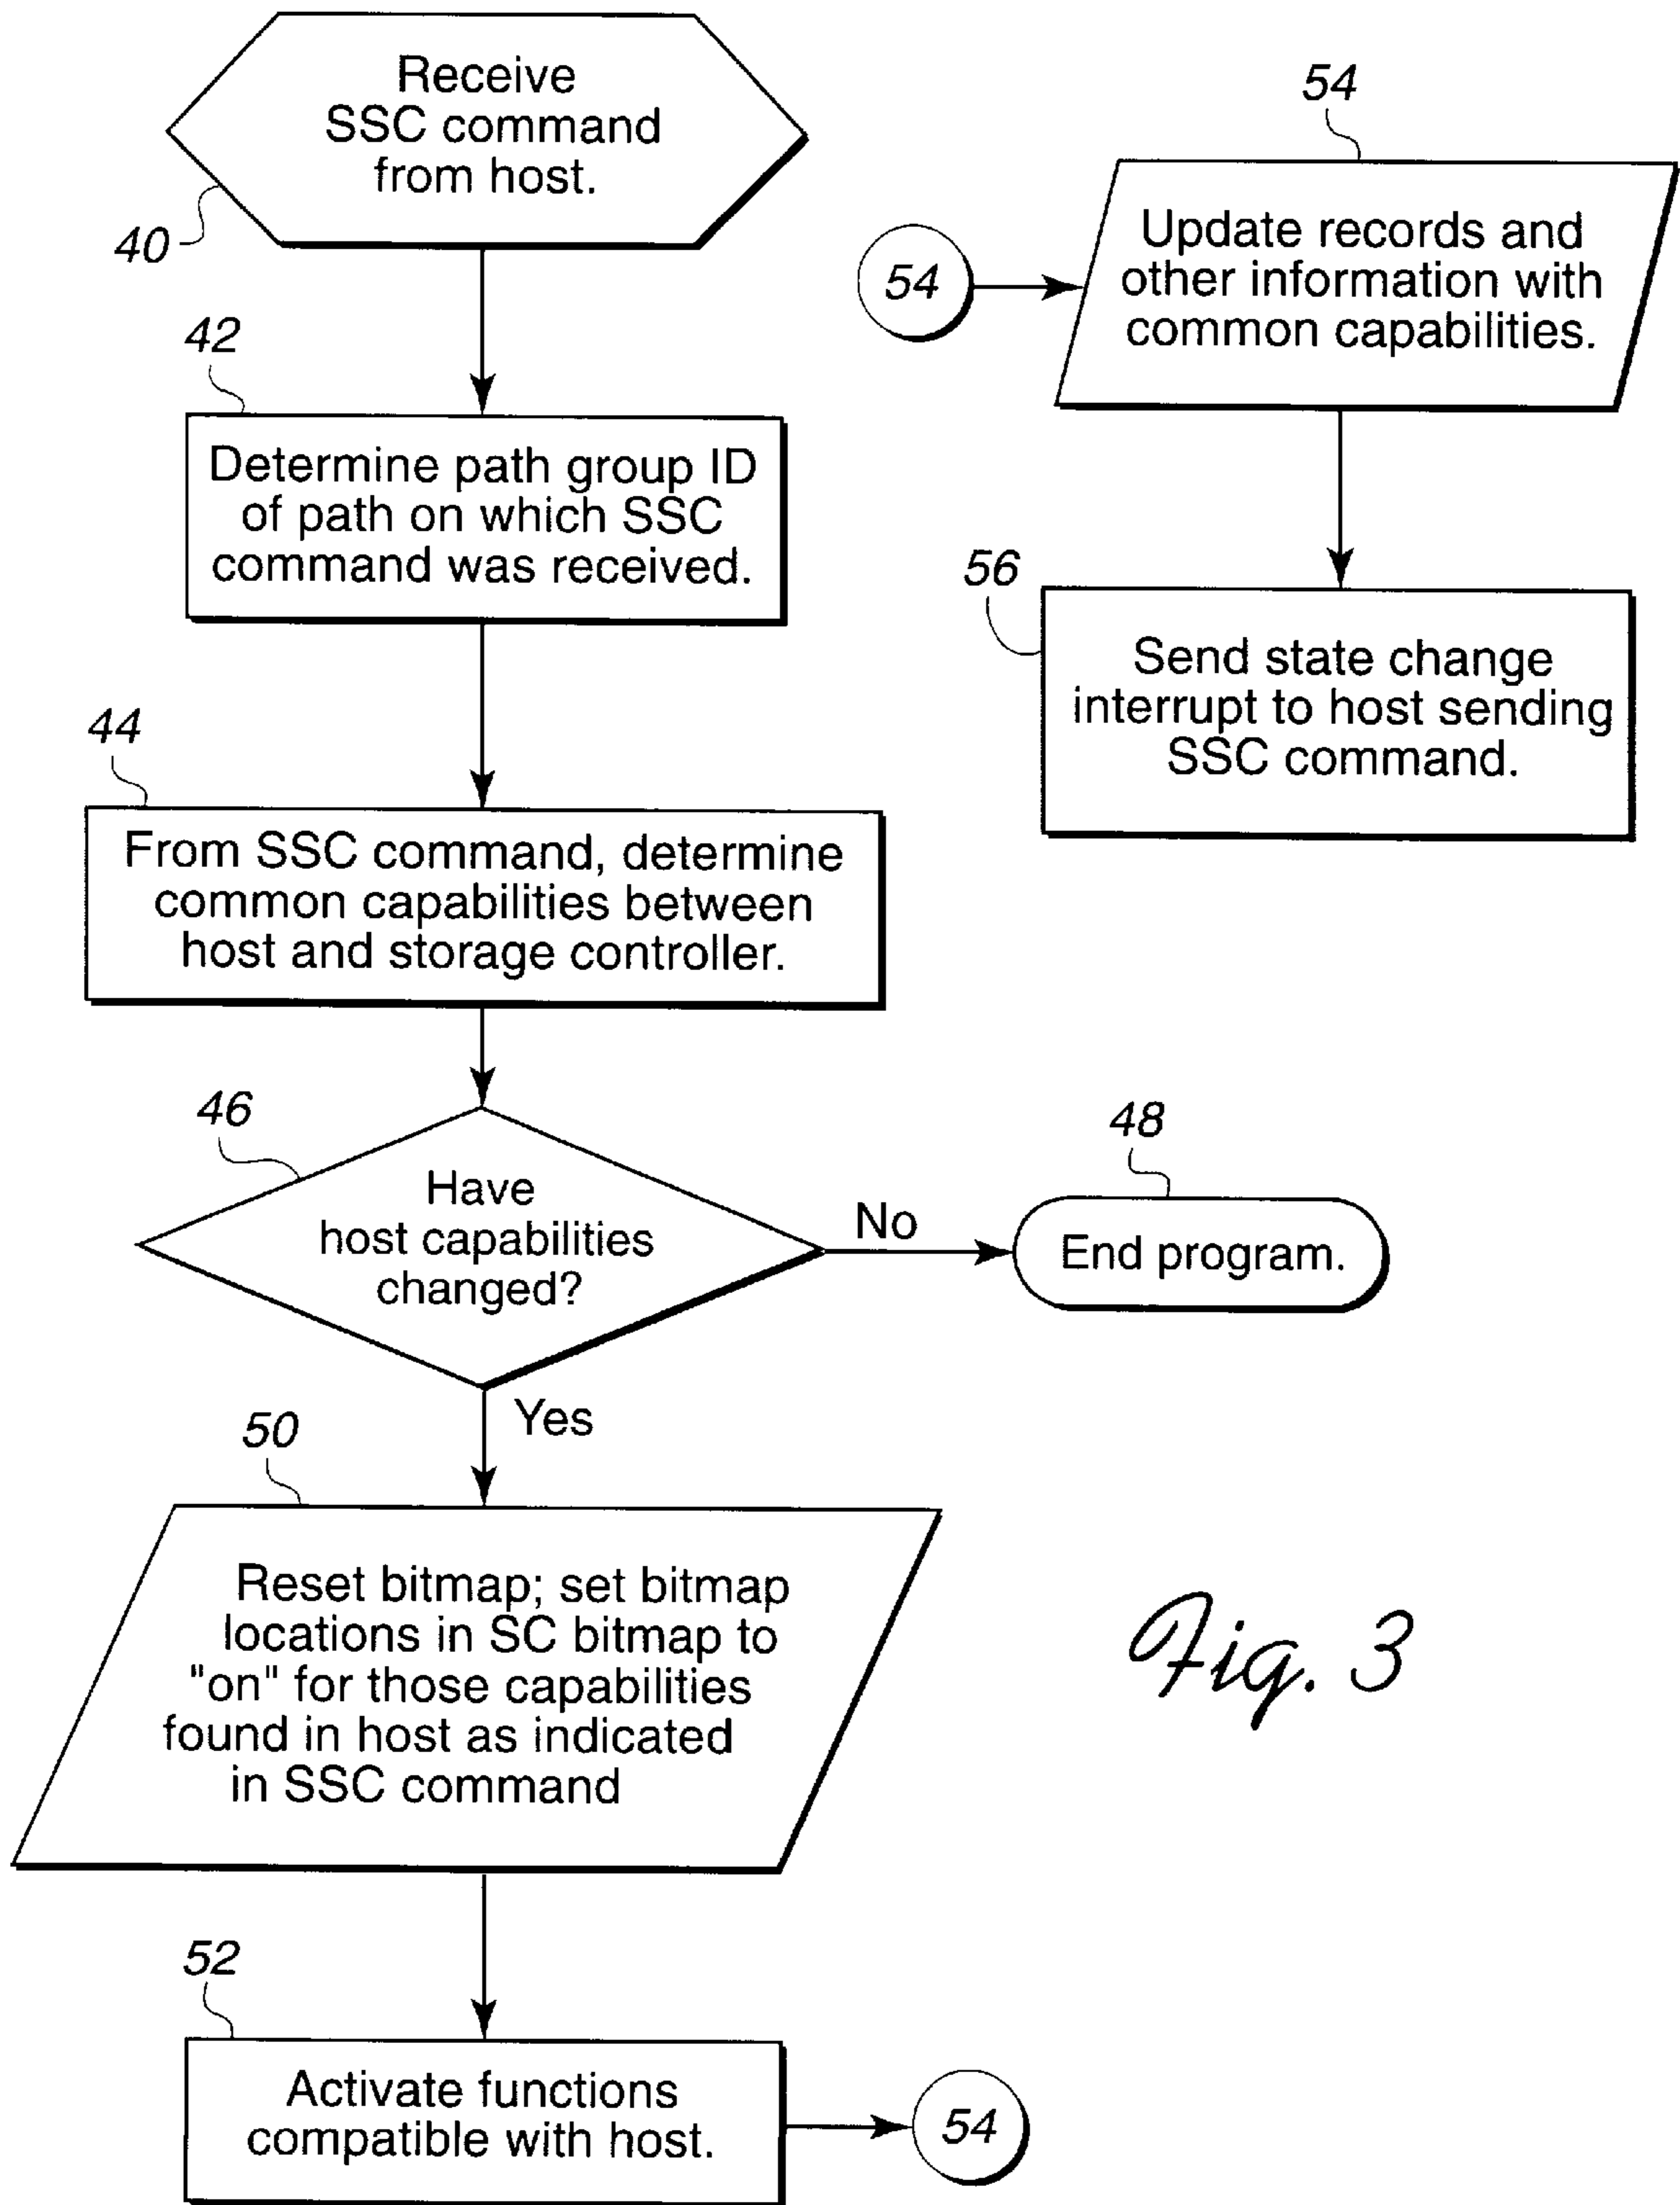 Receive
SSC command
from host.
40
42
Determine path group ID
of path on which SSC
command was received.
44
From SSC command, determine
common capabilities between
host and storage controller.
46
Have
host capabilities
changed?
No
48
End program.
Yes
50
Reset bitmap; set bitmap
locations in SC bitmap to
"on" for those capabilities
found in host as indicated
in SSC command
52
Activate functions
compatible with host.
54
54
54
Update records and
other information with
common capabilities.
56
Send state change
interrupt to host sending
SSC command.
Fig. 3